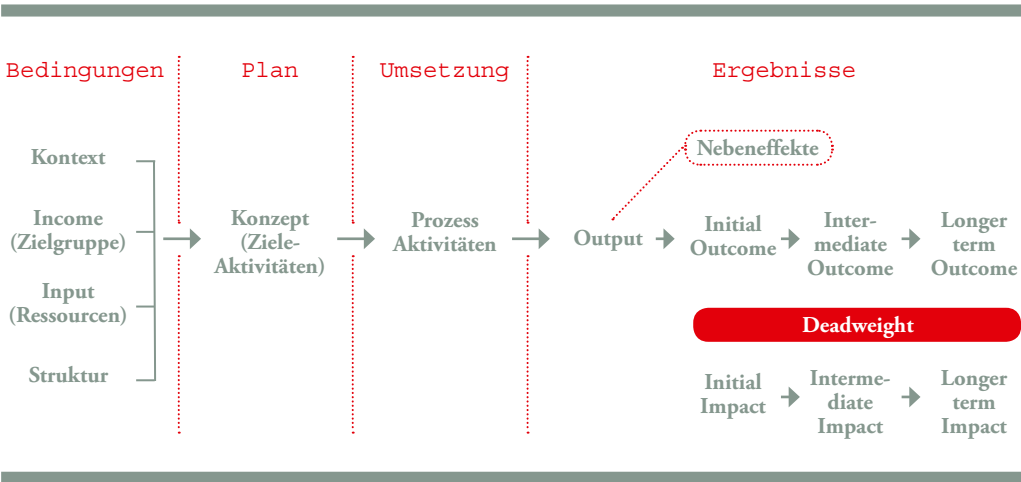 Bedingungen
Plan
Umsetzung
Ergebnisse
Kontext
Income
(Zielgruppe)
Input
(Ressourcen)
Struktur
Konzept
(Ziele-
Aktivitäten)
Prozess
Aktivitäten
Nebeneffekte
Output
Initial
Outcome
Inter-
mediate
Outcome
Longer
term
Outcome
Deadweight
Initial
Impact
Interme-
diate
Impact
Longer
term
Impact